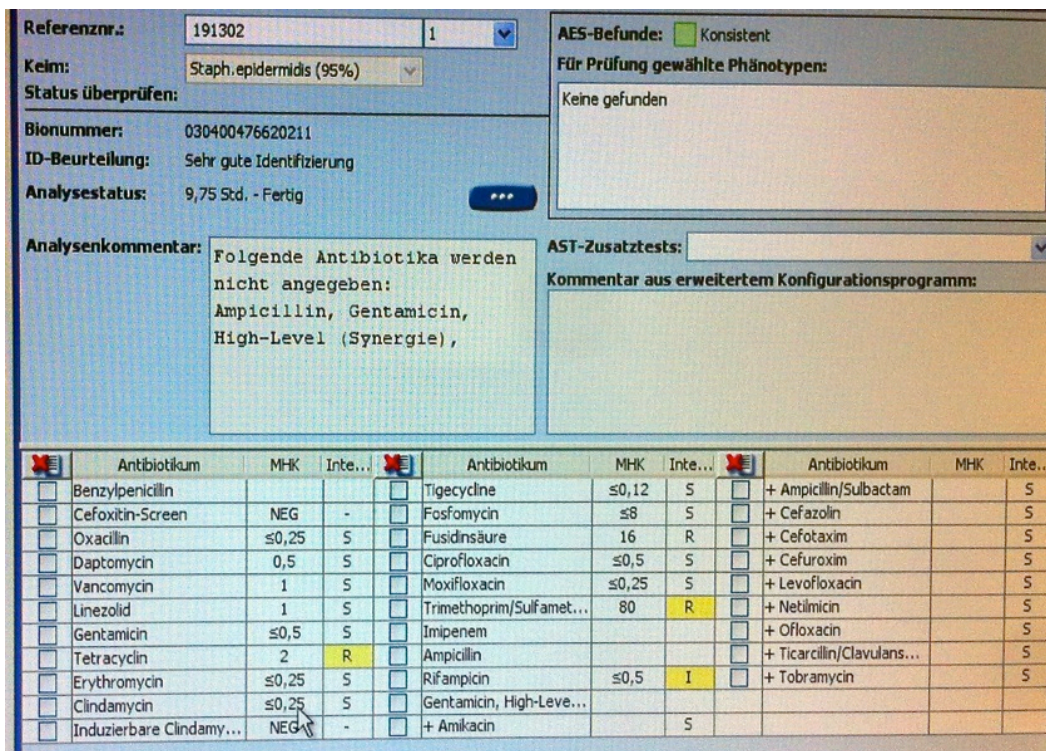 Referenznr.: 191302 1
AES-Befunde: Konsistent
Keim: Staph.epidermidis (95%)
Für Prüfung gewählte Phänotypen:
Status überprüfen:
Keine gefunden
Bionummer: 030400476620211
ID-Beurteilung: Sehr gute Identifizierung
Analysestatus: 9,75 Std. - Fertig
Analysenkommentar: Folgende Antibiotika werden
nicht angegeben:
Ampicillin, Gentamicin,
High-Level (Synergie),
AST-Zusatztests:
Kommentar aus erweitertem Konfigurationsprogramm:
Antibiotikum MHK Inte... Antibiotikum MHK Inte... Antibiotikum MHK Inte...
Benzylpenicillin Tigecycline ≤0,12 S + Ampicillin/Sulbactam S
Cefoxitin-Screen NEG - Fosfomycin ≤8 S + Cefazolin S
Oxacillin ≤0,25 S Fusidinsäure 16 R + Cefotaxim S
Daptomycin 0,5 S Ciprofloxacin ≤0,5 S + Cefuroxim S
Vancomycin 1 S Moxifloxacin ≤0,25 S + Levofloxacin S
Linezolid 1 S Trimethoprim/Sulfamet... 80 R + Netilmicin S
Gentamicin ≤0,5 S Imipenem + Ofloxacin S
Tetracyclin 2 R Ampicillin + Ticarcillin/Clavulans... S
Erythromycin ≤0,25 S Rifampicin ≤0,5 I + Tobramycin S
Clindamycin ≤0,25 S Gentamicin, High-Leve...
Induzierbare Clindamy... NEG - + Amikacin S